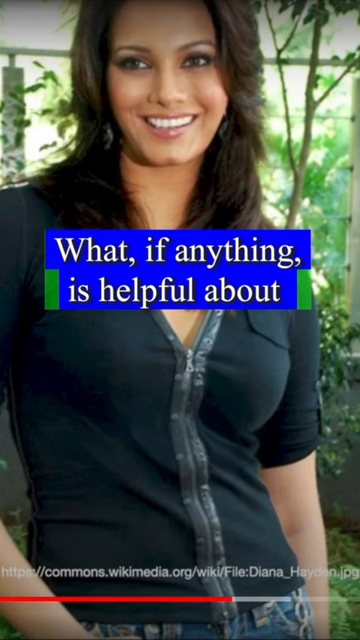 What, if anything,
is helpful about
https://commons.wikimedia.org/wiki/File:Diana_Hayden.jpg